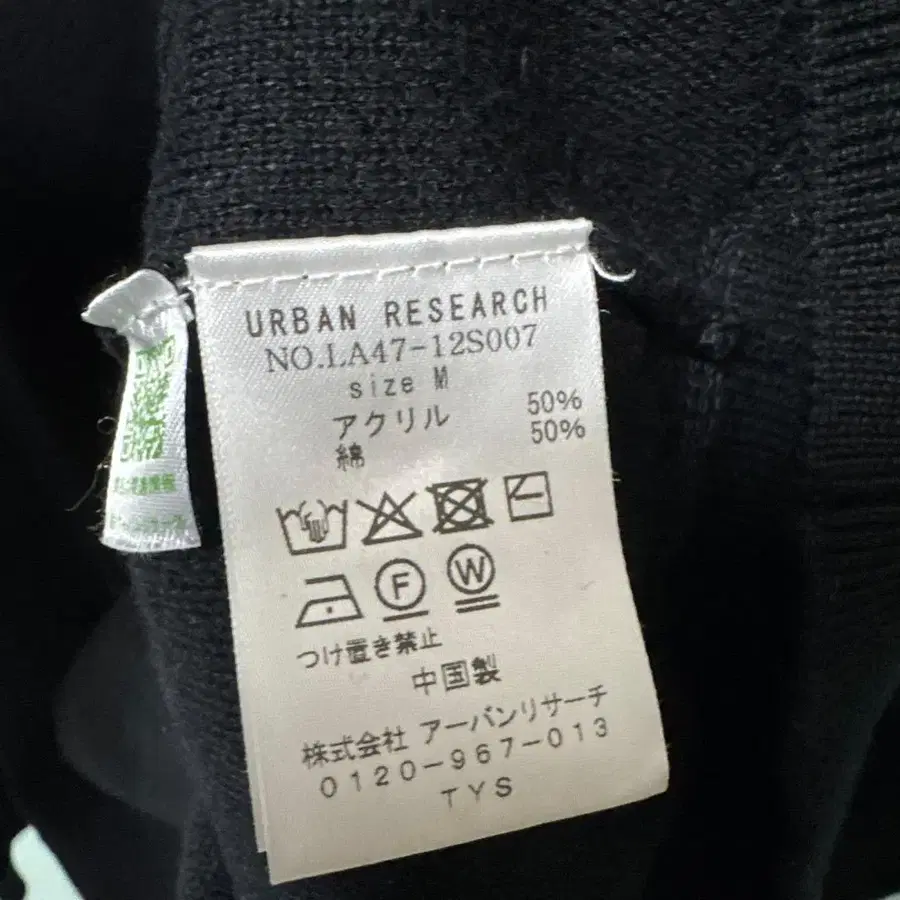 URBAN RESEARCH
NO.LA47-12S007
size M
アクリル 50%
綿 50%
F W
つけ置き禁止
中国製
株式会社 アーバンリサーチ
0120-967-013
TYS